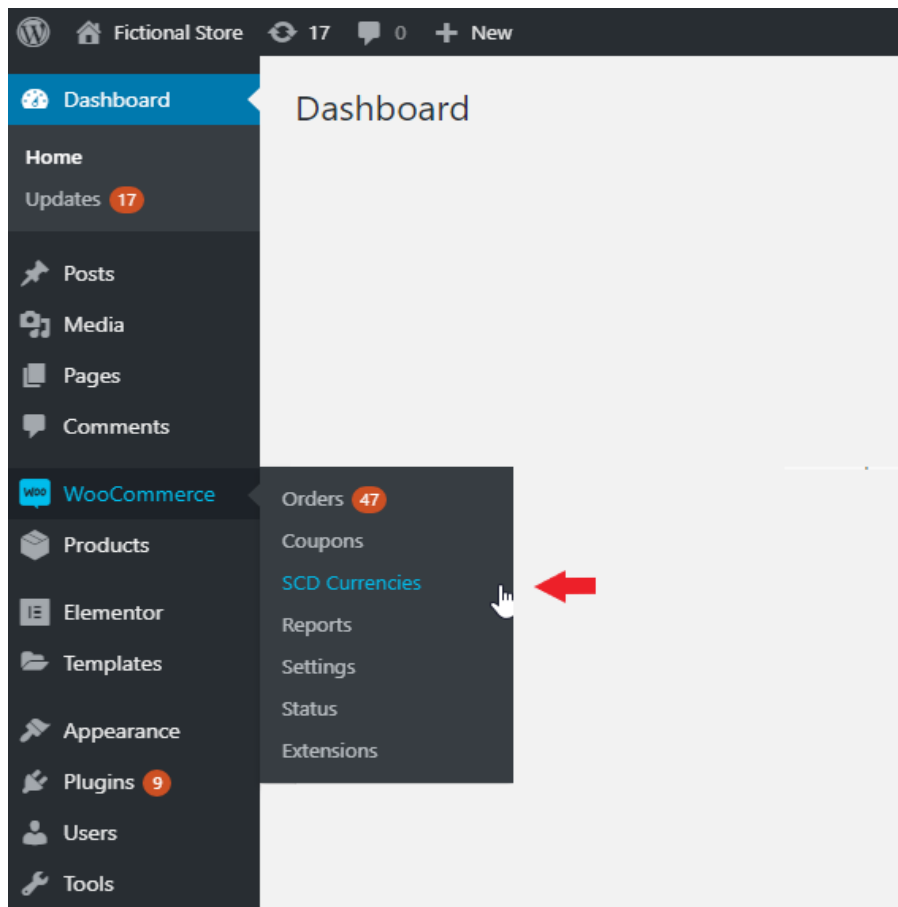 Fictional Store 17 0 + New
Dashboard
Dashboard
Home
Updates 17
Posts
Media
Pages
Comments
Woo WooCommerce
Orders 47
Coupons
SCD Currencies
Reports
Settings
Status
Extensions
Products
Elementor
Templates
Appearance
Plugins 9
Users
Tools